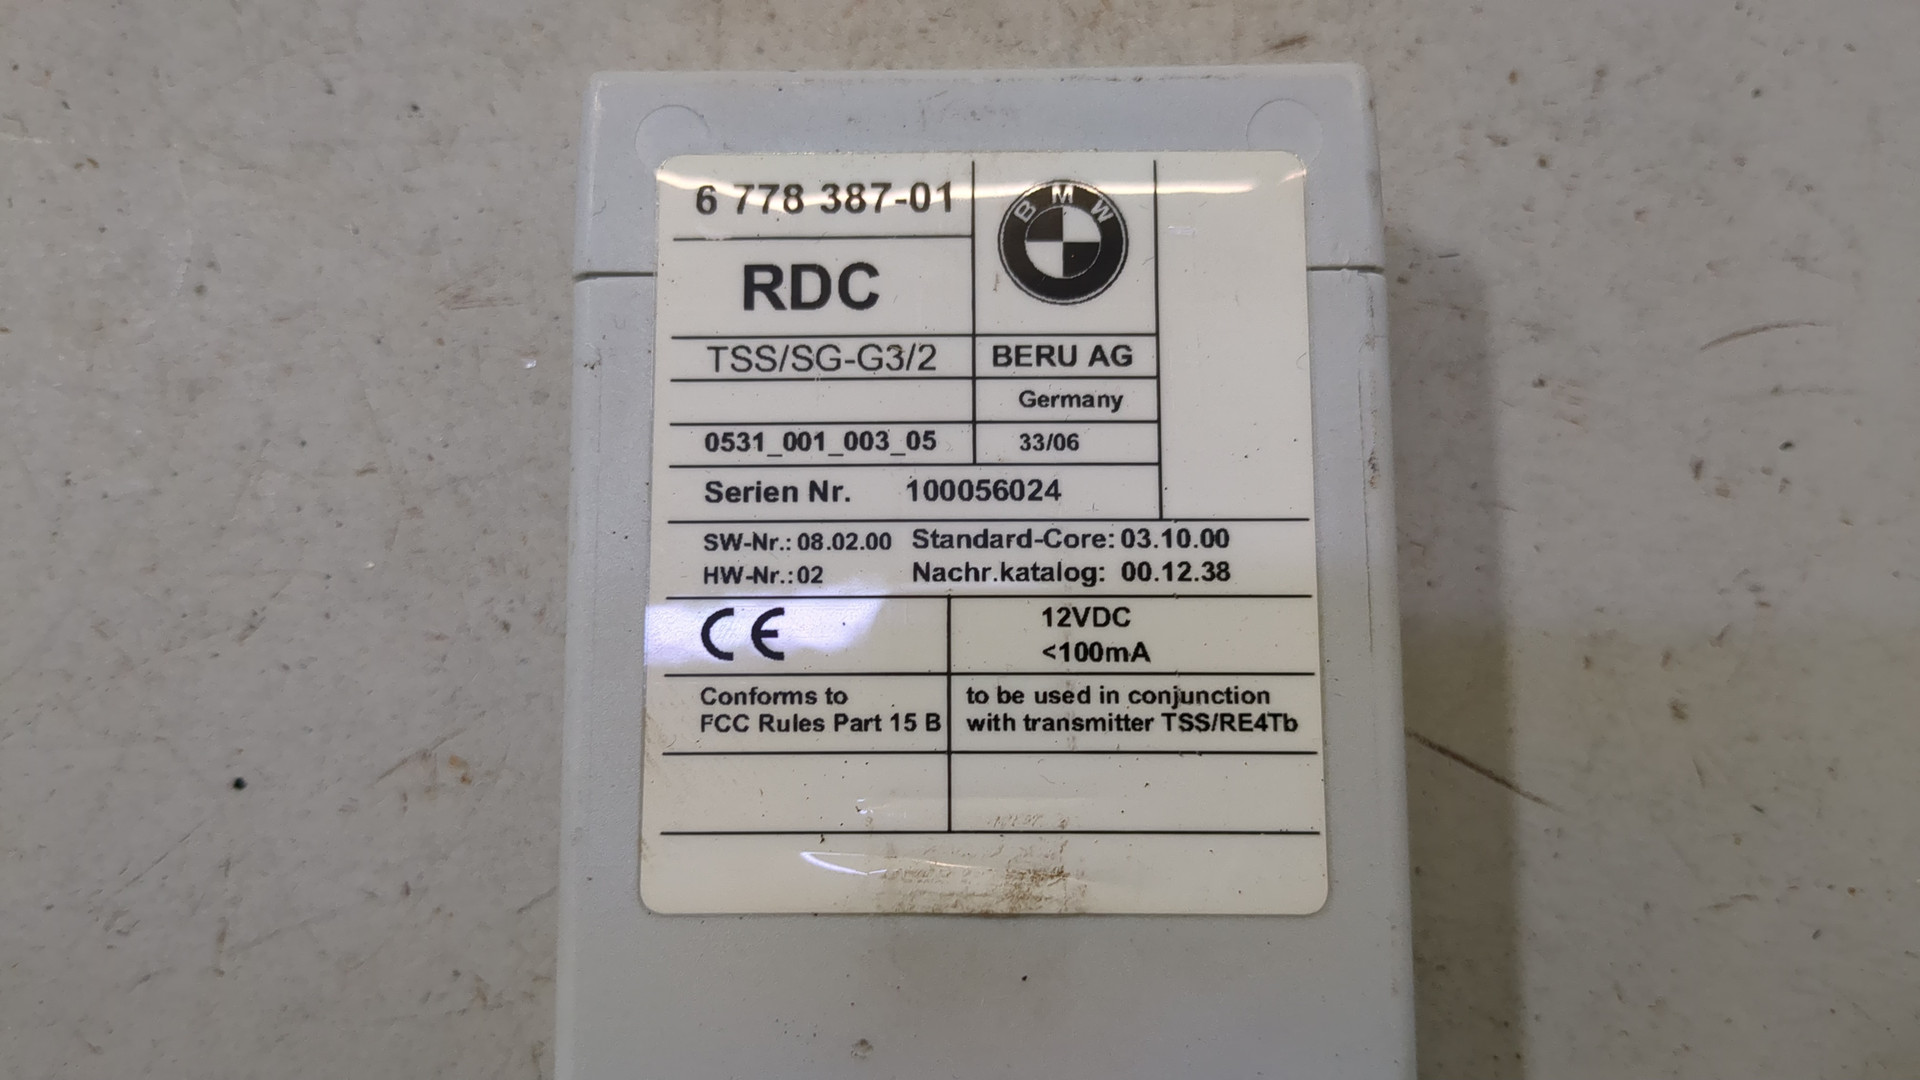 6 778 387-01
BMW
RDC
TSS/SG-G3/2
BERU AG
Germany
0531_001_003_05
33/06
Serien Nr. 100056024
SW-Nr.: 08.02.00 Standard-Core: 03.10.00
HW-Nr.:02 Nachr.katalog: 00.12.38
CE
12VDC
<100mA
Conforms to
FCC Rules Part 15 B
to be used in conjunction
with transmitter TSS/RE4Tb